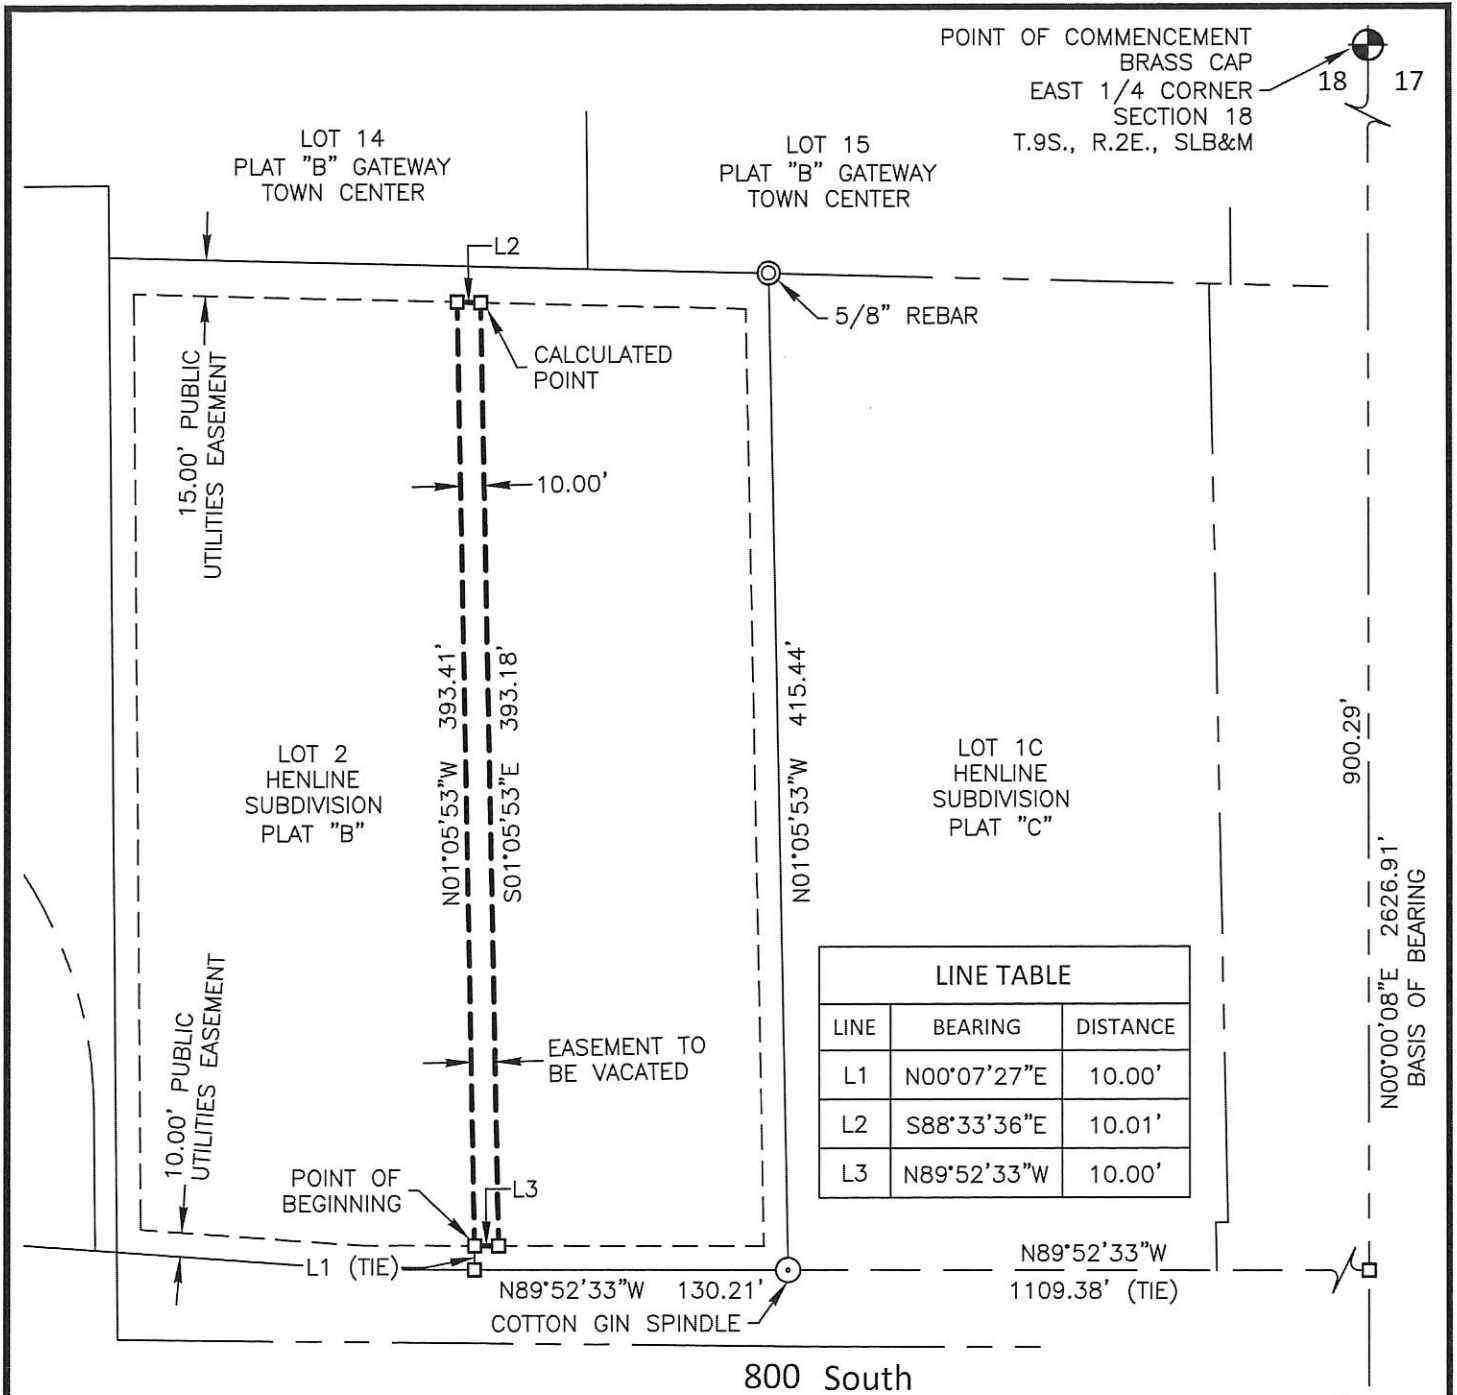 POINT OF COMMENCEMENT
BRASS CAP
EAST 1/4 CORNER
SECTION 18
T.9S., R.2E., SLB&M
18 17
LOT 14
PLAT "B" GATEWAY
TOWN CENTER
LOT 15
PLAT "B" GATEWAY
TOWN CENTER
L2
5/8" REBAR
CALCULATED
POINT
15.00' PUBLIC
UTILITIES EASEMENT
10.00'
N01°05'53"W 393.41'
S01°05'53"E 393.18'
N01°05'53"W 415.44'
LOT 2
HENLINE
SUBDIVISION
PLAT "B"
LOT 1C
HENLINE
SUBDIVISION
PLAT "C"
900.29'
N00°00'08"E 2626.91'
BASIS OF BEARING
LINE TABLE
LINE BEARING DISTANCE
L1 N00°07'27"E 10.00'
L2 S88°33'36"E 10.01'
L3 N89°52'33"W 10.00'
10.00' PUBLIC
UTILITIES EASEMENT
EASEMENT TO
BE VACATED
POINT OF
BEGINNING
L3
L1 (TIE)
N89°52'33"W 130.21'
COTTON GIN SPINDLE
N89°52'33"W
1109.38' (TIE)
800 South